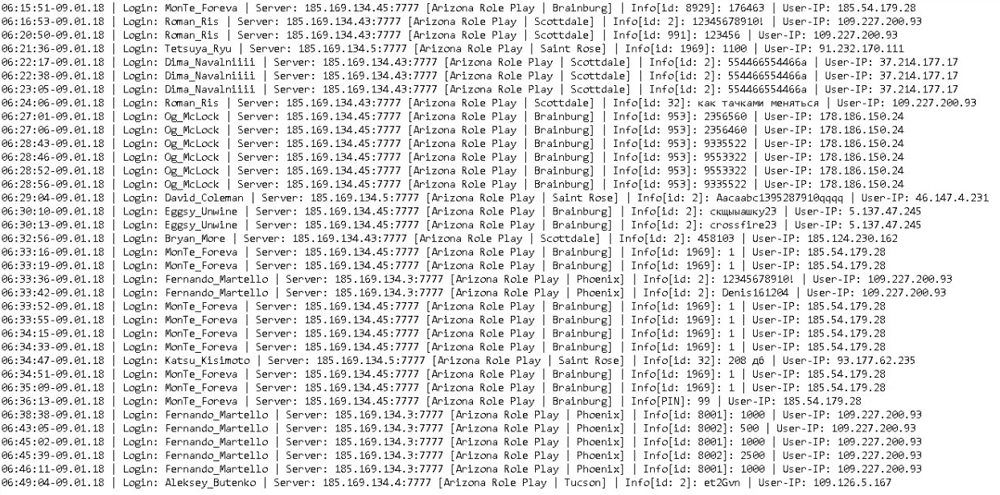 06:15:51-09.01.18 | Login: MonTe_Foreva | Server: 185.169.134.45:7777 [Arizona Role Play | Brainburg] | Info[id: 8929]: 176463 | User-IP: 185.54.179.28
06:16:53-09.01.18 | Login: Roman_Ris | Server: 185.169.134.43:7777 [Arizona Role Play | Scottdale] | Info[id: 2]: 12345678910! | User-IP: 109.227.200.93
06:20:50-09.01.18 | Login: Roman_Ris | Server: 185.169.134.43:7777 [Arizona Role Play | Scottdale] | Info[id: 991]: 123456 | User-IP: 109.227.200.93
06:21:36-09.01.18 | Login: Tetsuya_Ryu | Server: 185.169.134.5:7777 [Arizona Role Play | Saint Rose] | Info[id: 1969]: 1100 | User-IP: 91.232.170.111
06:22:17-09.01.18 | Login: Dima_Navalniiii | Server: 185.169.134.43:7777 [Arizona Role Play | Scottdale] | Info[id: 2]: 554466554466a | User-IP: 37.214.177.17
06:22:38-09.01.18 | Login: Dima_Navalniiii | Server: 185.169.134.43:7777 [Arizona Role Play | Scottdale] | Info[id: 2]: 554466554466a | User-IP: 37.214.177.17
06:23:05-09.01.18 | Login: Dima_Navalniiii | Server: 185.169.134.43:7777 [Arizona Role Play | Scottdale] | Info[id: 2]: 554466554466a | User-IP: 37.214.177.17
06:24:06-09.01.18 | Login: Roman_Ris | Server: 185.169.134.43:7777 [Arizona Role Play | Scottdale] | Info[id: 32]: как тачками меняться | User-IP: 109.227.200.93
06:27:01-09.01.18 | Login: Og_McLock | Server: 185.169.134.45:7777 [Arizona Role Play | Brainburg] | Info[id: 953]: 2356560 | User-IP: 178.186.150.24
06:27:06-09.01.18 | Login: Og_McLock | Server: 185.169.134.45:7777 [Arizona Role Play | Brainburg] | Info[id: 953]: 2356460 | User-IP: 178.186.150.24
06:28:43-09.01.18 | Login: Og_McLock | Server: 185.169.134.45:7777 [Arizona Role Play | Brainburg] | Info[id: 953]: 9335522 | User-IP: 178.186.150.24
06:28:46-09.01.18 | Login: Og_McLock | Server: 185.169.134.45:7777 [Arizona Role Play | Brainburg] | Info[id: 953]: 9553322 | User-IP: 178.186.150.24
06:28:52-09.01.18 | Login: Og_McLock | Server: 185.169.134.45:7777 [Arizona Role Play | Brainburg] | Info[id: 953]: 9553322 | User-IP: 178.186.150.24
06:28:56-09.01.18 | Login: Og_McLock | Server: 185.169.134.45:7777 [Arizona Role Play | Brainburg] | Info[id: 953]: 9335522 | User-IP: 178.186.150.24
06:29:04-09.01.18 | Login: David_Coleman | Server: 185.169.134.5:7777 [Arizona Role Play | Saint Rose] | Info[id: 2]: Aacaabc1395287910qqqq | User-IP: 46.147.4.231
06:30:10-09.01.18 | Login: Eggsy_Unwine | Server: 185.169.134.45:7777 [Arizona Role Play | Brainburg] | Info[id: 2]: скщыыашку23 | User-IP: 5.137.47.245
06:30:13-09.01.18 | Login: Eggsy_Unwine | Server: 185.169.134.45:7777 [Arizona Role Play | Brainburg] | Info[id: 2]: crossfire23 | User-IP: 5.137.47.245
06:32:56-09.01.18 | Login: Bryan_More | Server: 185.169.134.43:7777 [Arizona Role Play | Scottdale] | Info[id: 2]: 458103 | User-IP: 185.124.230.162
06:33:16-09.01.18 | Login: MonTe_Foreva | Server: 185.169.134.45:7777 [Arizona Role Play | Brainburg] | Info[id: 1969]: 1 | User-IP: 185.54.179.28
06:33:19-09.01.18 | Login: MonTe_Foreva | Server: 185.169.134.45:7777 [Arizona Role Play | Brainburg] | Info[id: 1969]: 1 | User-IP: 185.54.179.28
06:33:36-09.01.18 | Login: Fernando_Martello | Server: 185.169.134.3:7777 [Arizona Role Play | Phoenix] | Info[id: 2]: 12345678910! | User-IP: 109.227.200.93
06:33:42-09.01.18 | Login: Fernando_Martello | Server: 185.169.134.3:7777 [Arizona Role Play | Phoenix] | Info[id: 2]: Denis161204 | User-IP: 109.227.200.93
06:33:52-09.01.18 | Login: MonTe_Foreva | Server: 185.169.134.45:7777 [Arizona Role Play | Brainburg] | Info[id: 1969]: 1 | User-IP: 185.54.179.28
06:33:55-09.01.18 | Login: MonTe_Foreva | Server: 185.169.134.45:7777 [Arizona Role Play | Brainburg] | Info[id: 1969]: 1 | User-IP: 185.54.179.28
06:34:15-09.01.18 | Login: MonTe_Foreva | Server: 185.169.134.45:7777 [Arizona Role Play | Brainburg] | Info[id: 1969]: 1 | User-IP: 185.54.179.28
06:34:33-09.01.18 | Login: MonTe_Foreva | Server: 185.169.134.45:7777 [Arizona Role Play | Brainburg] | Info[id: 1969]: 1 | User-IP: 185.54.179.28
06:34:47-09.01.18 | Login: Katsu_Kisimoto | Server: 185.169.134.5:7777 [Arizona Role Play | Saint Rose] | Info[id: 32]: 208 дб | User-IP: 93.177.62.235
06:34:51-09.01.18 | Login: MonTe_Foreva | Server: 185.169.134.45:7777 [Arizona Role Play | Brainburg] | Info[id: 1969]: 1 | User-IP: 185.54.179.28
06:35:09-09.01.18 | Login: MonTe_Foreva | Server: 185.169.134.45:7777 [Arizona Role Play | Brainburg] | Info[id: 1969]: 1 | User-IP: 185.54.179.28
06:36:13-09.01.18 | Login: MonTe_Foreva | Server: 185.169.134.45:7777 [Arizona Role Play | Brainburg] | Info[PIN]: 99 | User-IP: 185.54.179.28
06:38:38-09.01.18 | Login: Fernando_Martello | Server: 185.169.134.3:7777 [Arizona Role Play | Phoenix] | Info[id: 8001]: 1000 | User-IP: 109.227.200.93
06:43:05-09.01.18 | Login: Fernando_Martello | Server: 185.169.134.3:7777 [Arizona Role Play | Phoenix] | Info[id: 8002]: 500 | User-IP: 109.227.200.93
06:45:02-09.01.18 | Login: Fernando_Martello | Server: 185.169.134.3:7777 [Arizona Role Play | Phoenix] | Info[id: 8001]: 1000 | User-IP: 109.227.200.93
06:45:39-09.01.18 | Login: Fernando_Martello | Server: 185.169.134.3:7777 [Arizona Role Play | Phoenix] | Info[id: 8002]: 2500 | User-IP: 109.227.200.93
06:46:11-09.01.18 | Login: Fernando_Martello | Server: 185.169.134.3:7777 [Arizona Role Play | Phoenix] | Info[id: 8001]: 1000 | User-IP: 109.227.200.93
06:49:04-09.01.18 | Login: Aleksey_Butenko | Server: 185.169.134.4:7777 [Arizona Role Play | Tucson] | Info[id: 2]: et2Gvn | User-IP: 109.126.5.167